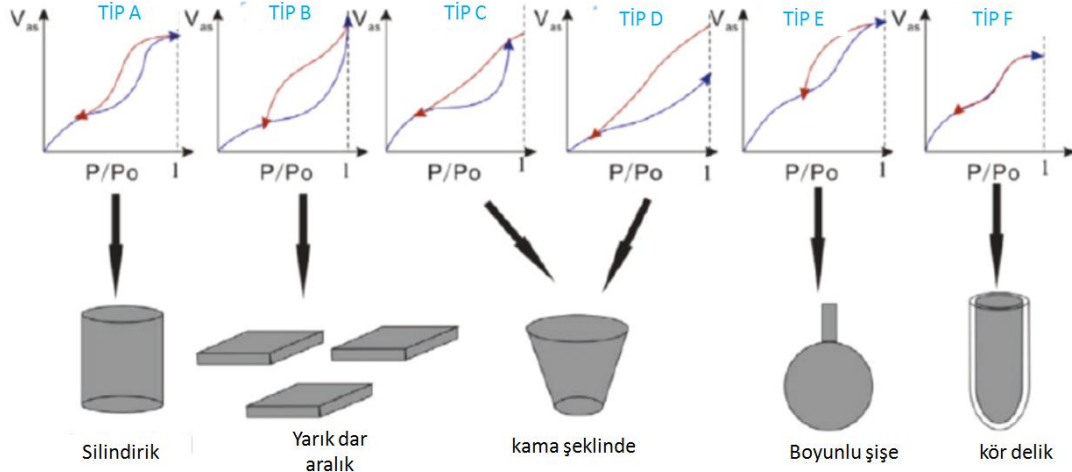 TİP A TİP B TİP C TİP D TİP E TİP F
Vas Vas Vas Vas Vas Vas
P/Po 1 P/Po 1 P/Po 1 P/Po 1 P/Po 1 P/Po 1
Silindirik
Yarık dar
aralık
kama şeklinde
Boyunlu şişe
kör delik